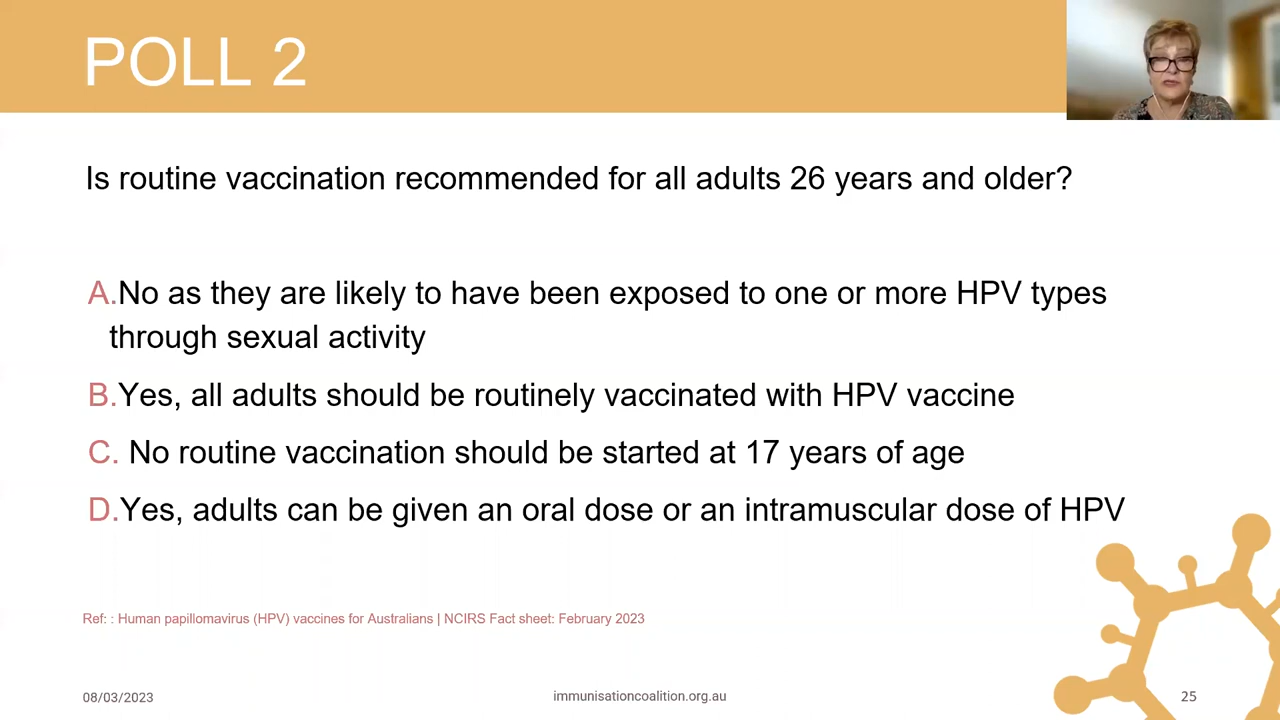 POLL 2
Is routine vaccination recommended for all adults 26 years and older?
A.No as they are likely to have been exposed to one or more HPV types
through sexual activity
B.Yes, all adults should be routinely vaccinated with HPV vaccine
C. No routine vaccination should be started at 17 years of age
D.Yes, adults can be given an oral dose or an intramuscular dose of HPV
Ref: : Human papillomavirus (HPV) vaccines for Australians | NCIRS Fact sheet: February 2023
08/03/2023
immunisationcoalition.org.au
25